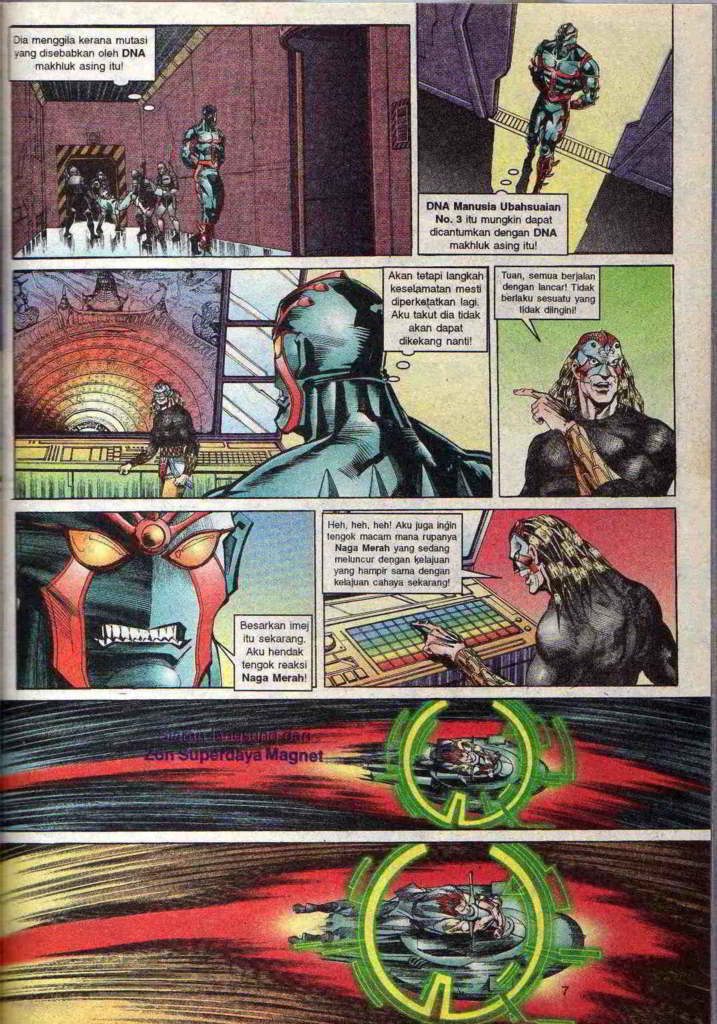 Dia menggila kerana mutasi
yang disebabkan oleh DNA
makhluk asing itu!
DNA Manusia Ubahsuaian
No. 3 itu mungkin dapat
dicantumkan dengan DNA
makhluk asing itu!
Akan tetapi langkah
keselamatan mesti
diperketatkan lagi.
Aku takut dia tidak
akan dapat
dikekang nanti!
Tuan, semua berjalan
dengan lancar! Tidak
berlaku sesuatu yang
tidak diingini!
Besarkan imej
itu sekarang.
Aku hendak
tengok reaksi
Naga Merah!
Heh, heh, heh! Aku juga ingin
tengok macam mana rupanya
Naga Merah yang sedang
meluncur dengan kelajuan
yang hampir sama dengan
kelajuan cahaya sekarang!
Siaran langsung dari
Zon Superdaya Magnet
7